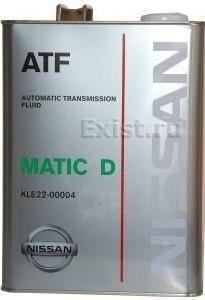 ATF
AUTOMATIC TRANSMISSION
FLUID
Exist.ru
MATIC D
KLE22-00004
NISSAN
NISSAN